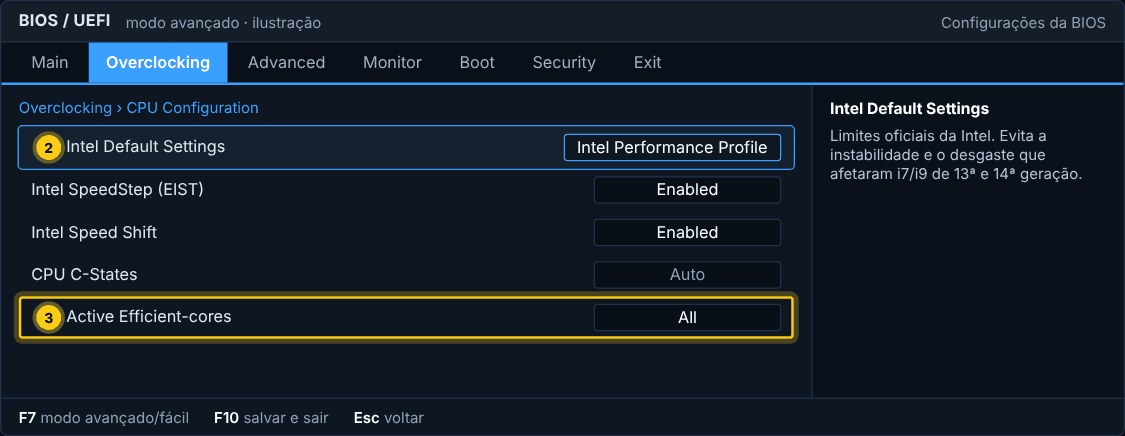 BIOS / UEFI modo avançado · ilustração Configurações da BIOS
Main Overclocking Advanced Monitor Boot Security Exit
Overclocking › CPU Configuration
2 Intel Default Settings Intel Performance Profile
Intel SpeedStep (EIST) Enabled
Intel Speed Shift Enabled
CPU C-States Auto
3 Active Efficient-cores All
Intel Default Settings
Limites oficiais da Intel. Evita a
instabilidade e o desgaste que
afetaram i7/i9 de 13ª e 14ª geração.
F7 modo avançado/fácil F10 salvar e sair Esc voltar